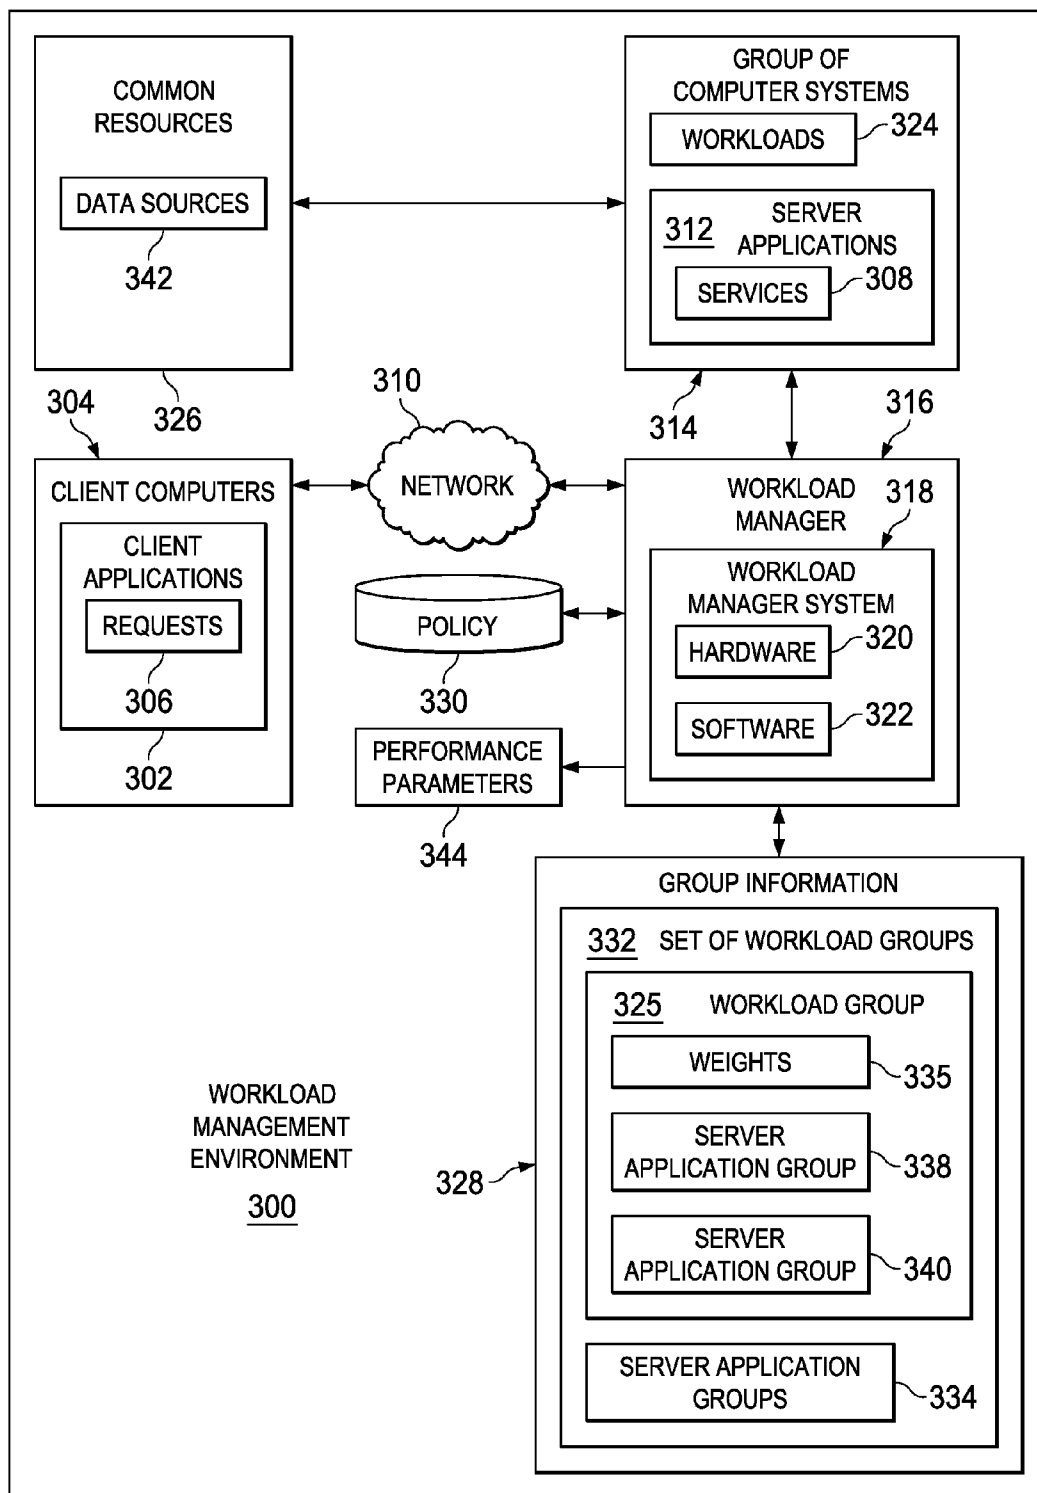 COMMON
RESOURCES
DATA SOURCES
342
326
GROUP OF
COMPUTER SYSTEMS
WORKLOADS
324
312
SERVER
APPLICATIONS
SERVICES
308
314
304
CLIENT COMPUTERS
CLIENT
APPLICATIONS
REQUESTS
306
302
310
NETWORK
POLICY
330
PERFORMANCE
PARAMETERS
344
316
WORKLOAD
MANAGER
318
WORKLOAD
MANAGER SYSTEM
HARDWARE
320
SOFTWARE
322
GROUP INFORMATION
332 SET OF WORKLOAD GROUPS
325 WORKLOAD GROUP
WEIGHTS
335
SERVER
APPLICATION GROUP
338
SERVER
APPLICATION GROUP
340
SERVER APPLICATION
GROUPS
334
328
WORKLOAD
MANAGEMENT
ENVIRONMENT
300